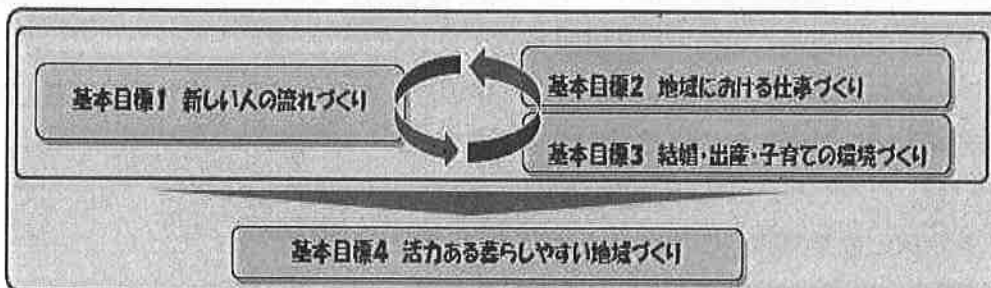 基本目標1 新しい人の流れづくり
基本目標2 地域における仕事づくり
基本目標3 結婚・出産・子育ての環境づくり
基本目標4 活力ある暮らしやすい地域づくり